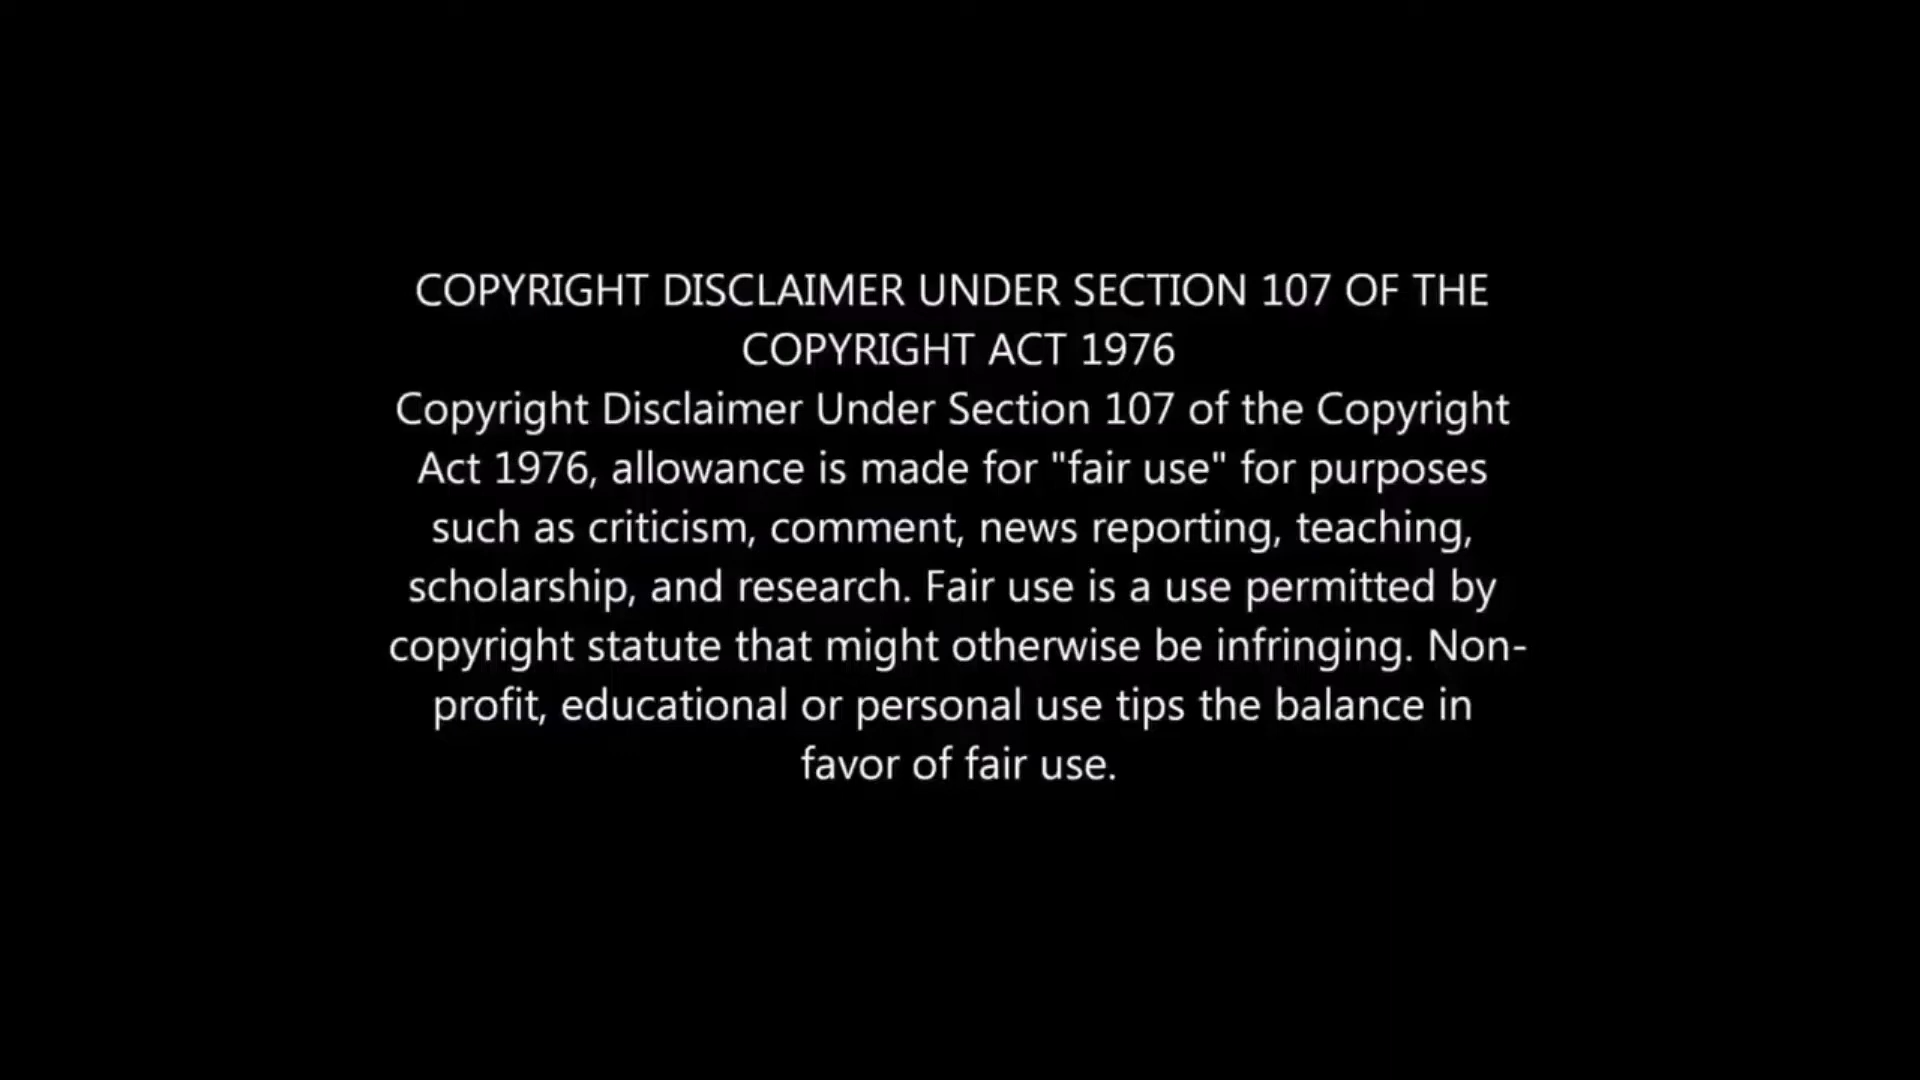 COPYRIGHT DISCLAIMER UNDER SECTION 107 OF THE
COPYRIGHT ACT 1976
Copyright Disclaimer Under Section 107 of the Copyright
Act 1976, allowance is made for "fair use" for purposes
such as criticism, comment, news reporting, teaching,
scholarship, and research. Fair use is a use permitted by
copyright statute that might otherwise be infringing. Non-
profit, educational or personal use tips the balance in
favor of fair use.